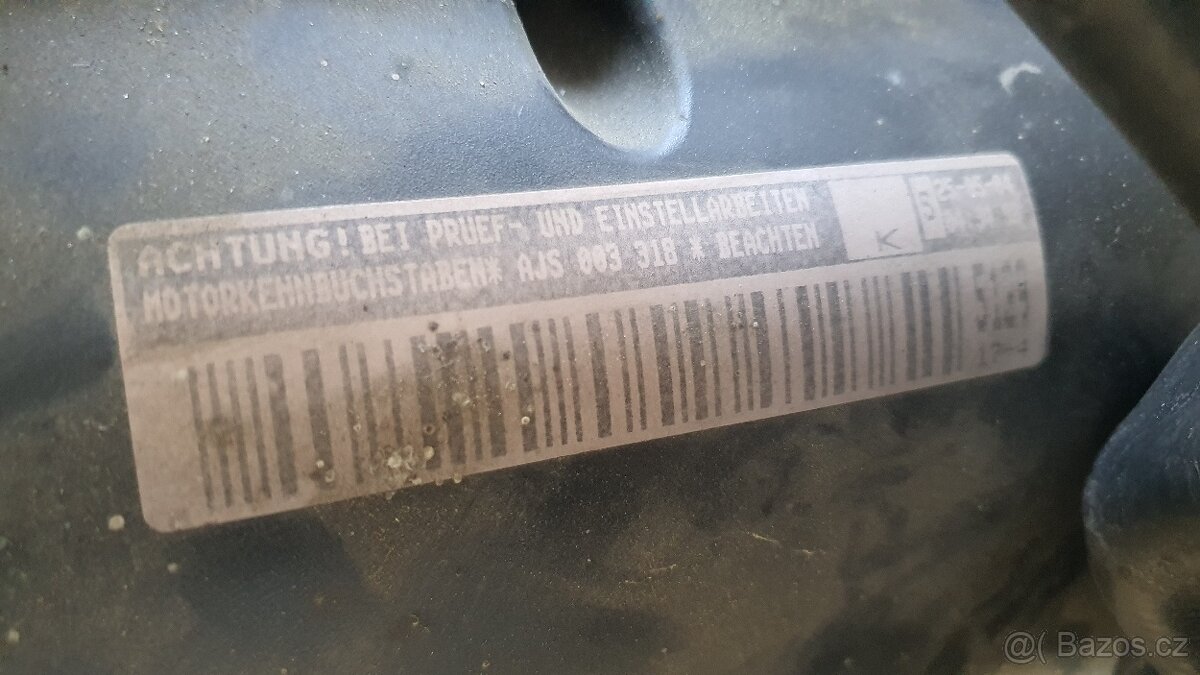 ACHTUNG! BEI PRUEF- UND EINSTELLARBEITEN
MOTORKENNBUCHSTABEN* AJS 003 318 * BEACHTEN
K
@( Bazos.cz